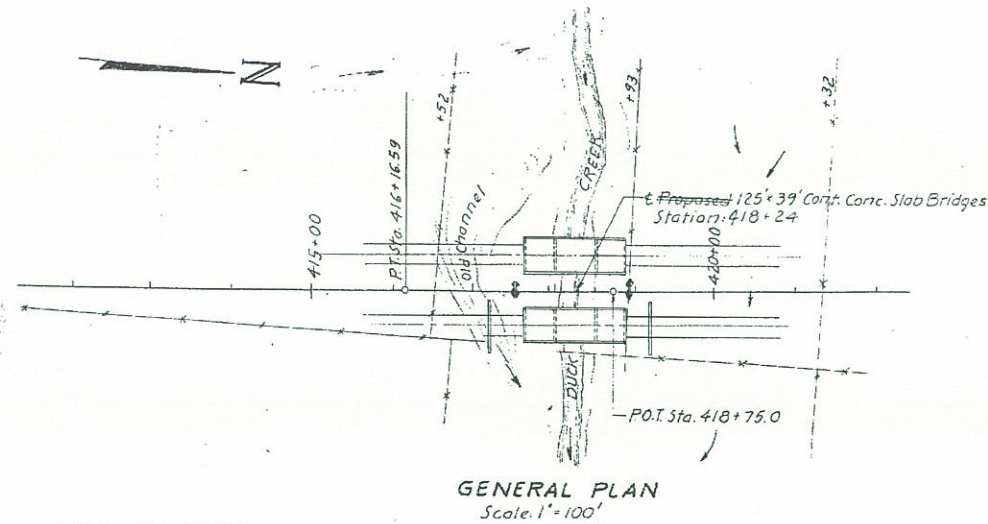 N
+52
+93
+32
P.T. Sta. 416+16.59
415+00
Old Channel
CREEK
℄ Proposed 125' x 39' Cont. Conc. Slab Bridges
Station: 418+24
420+00
DUCK
P.O.T. Sta. 418+75.0
GENERAL PLAN
Scale: 1"=100'